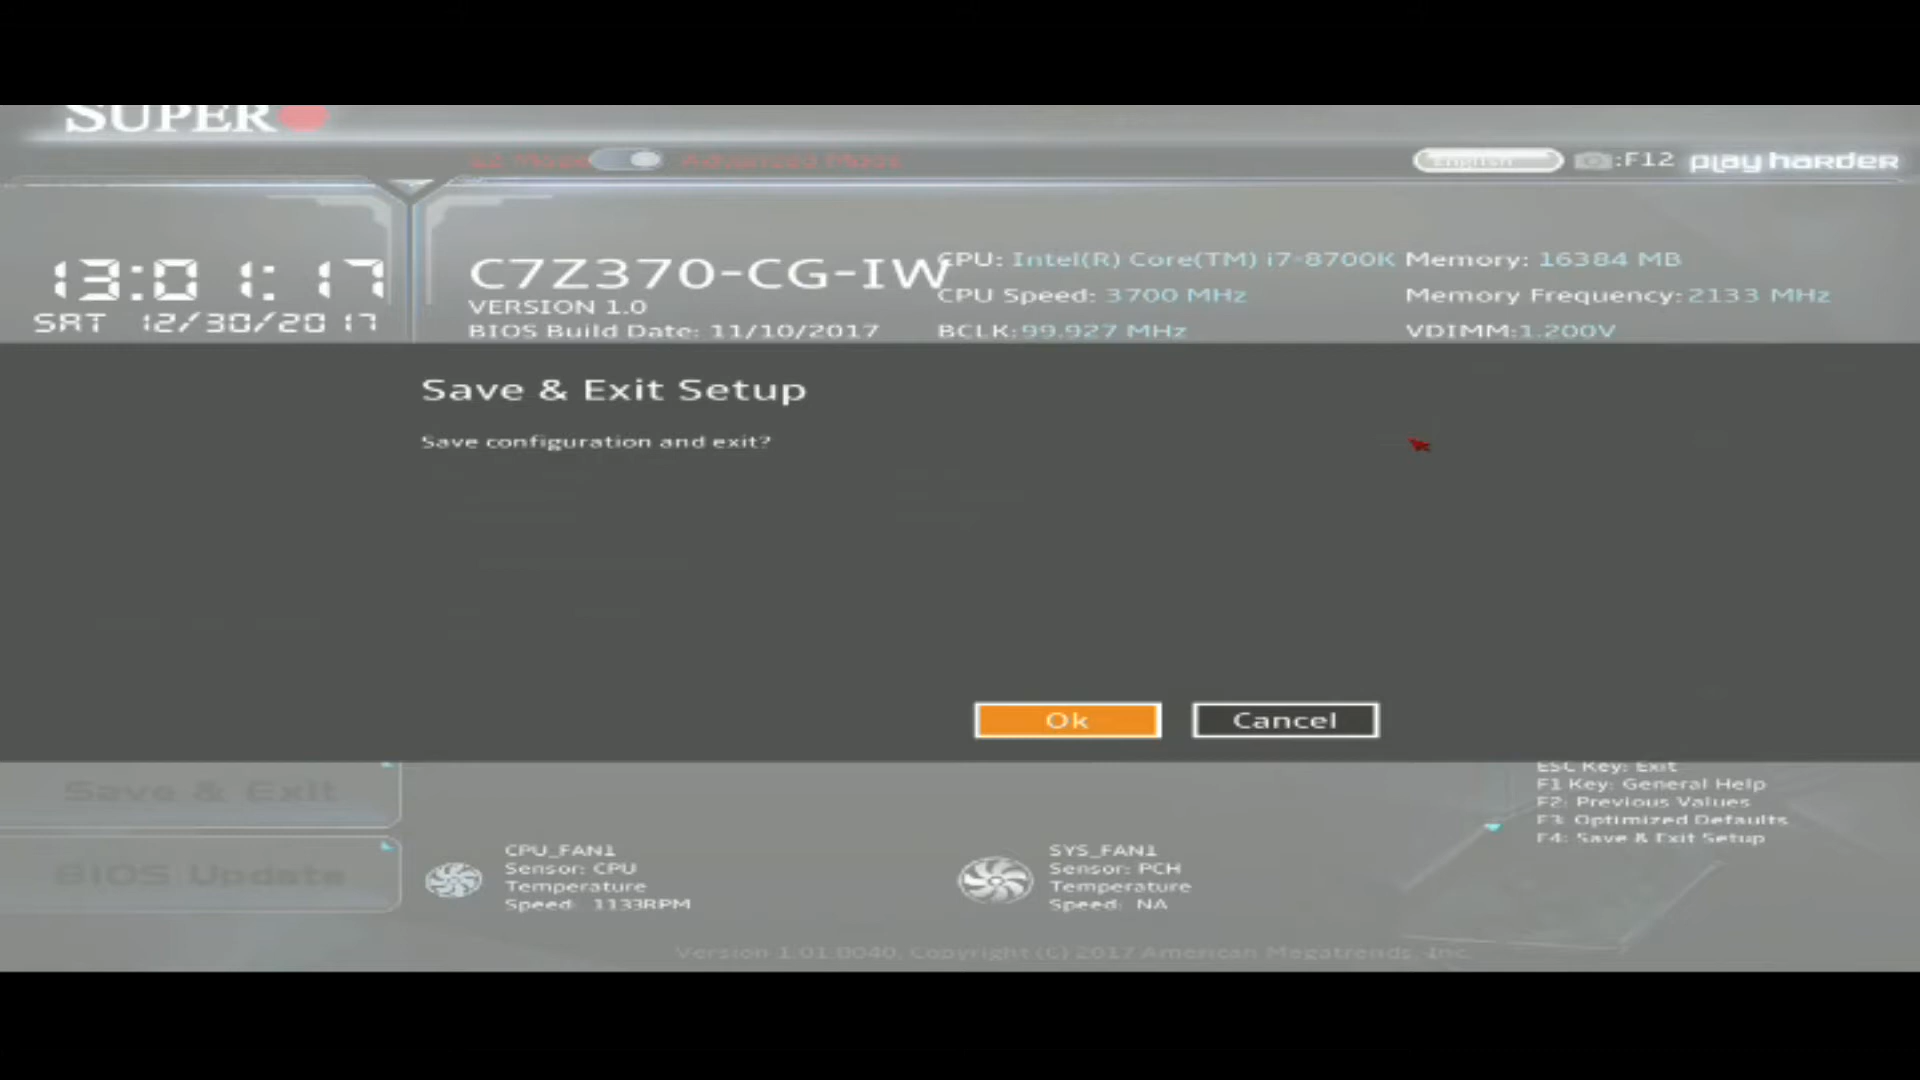 SUPER
EZ Mode Advanced Mode English :F12 play harder
13:01:17
SAT 12/30/2017
C7Z370-CG-IW
VERSION 1.0
BIOS Build Date: 11/10/2017
CPU: Intel(R) Core(TM) i7-8700K
CPU Speed: 3700 MHz
BCLK:99.927 MHz
Memory: 16384 MB
Memory Frequency:2133 MHz
VDIMM:1.200V
Save & Exit Setup
Save configuration and exit?
Ok Cancel
Save & Exit
BIOS Update
CPU_FAN1
Sensor: CPU
Temperature
Speed: 1133RPM
SYS_FAN1
Sensor: PCH
Temperature
Speed: NA
ESC Key: Exit
F1 Key: General Help
F2: Previous Values
F3: Optimized Defaults
F4: Save & Exit Setup
Version 1.01.0040, Copyright (C) 2017 American Megatrends, Inc.